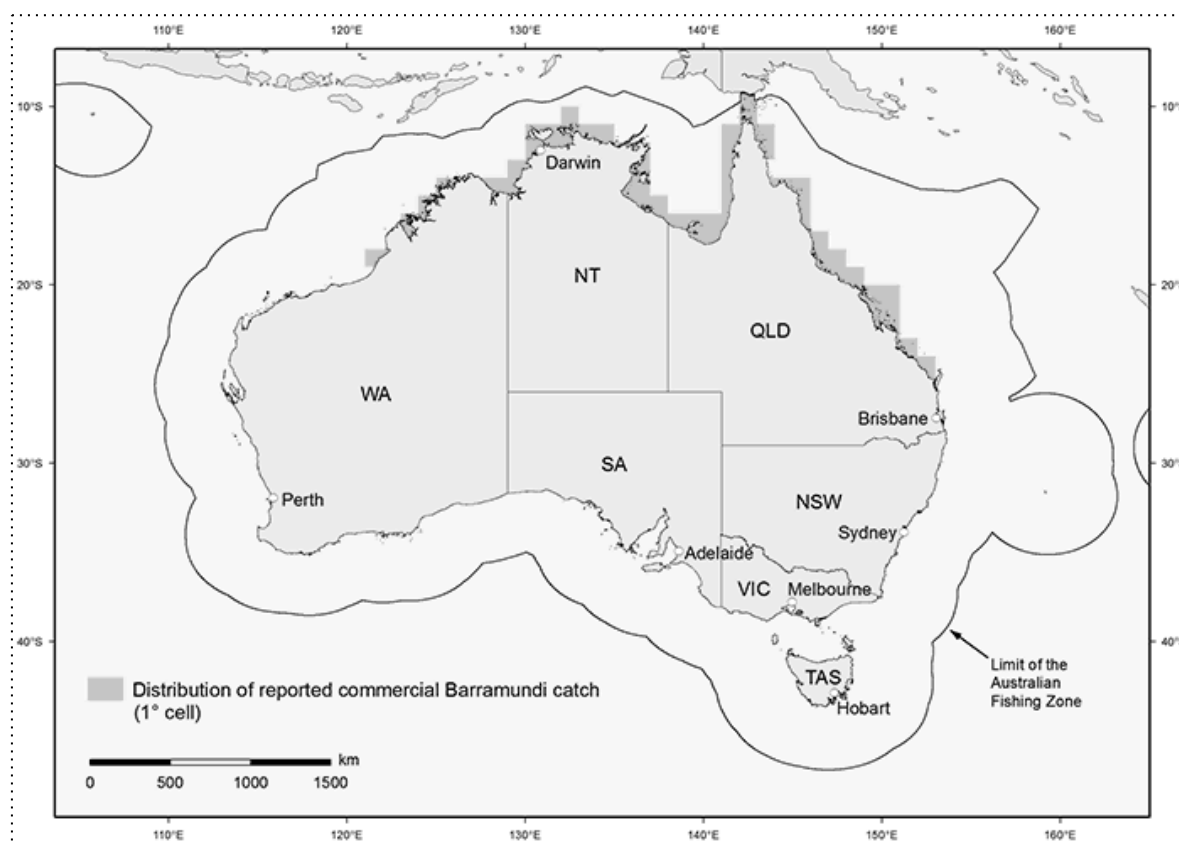 110°E 120°E 130°E 140°E 150°E 160°E
10°S 10°
Darwin
NT
20°S 20°
QLD
WA
Brisbane
SA
30°S 30°
NSW
Perth
Sydney
Adelaide
VIC Melbourne
40°S 40°
Limit of the
Australian
Fishing Zone
TAS
Hobart
Distribution of reported commercial Barramundi catch
(1° cell)
km
0 500 1000 1500
110°E 120°E 130°E 140°E 150°E 160°E